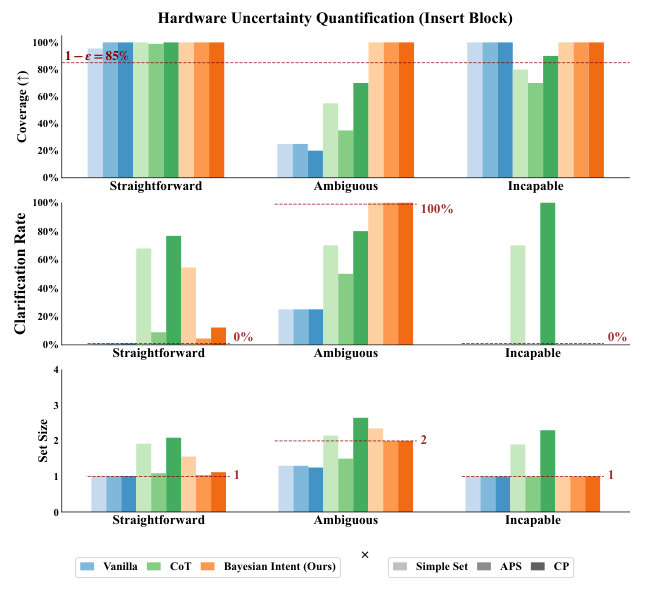 Hardware Uncertainty Quantification (Insert Block)
100%
1 − ε = 85%
80%
60%
40%
20%
0%
Coverage (↑)
Straightforward Ambiguous Incapable
100%
80%
60%
40%
20%
0%
Clarification Rate
0%
100%
0%
Straightforward Ambiguous Incapable
4
3
2
1
0
Set Size
1
2
1
Straightforward Ambiguous Incapable
×
Vanilla CoT Bayesian Intent (Ours) Simple Set APS CP